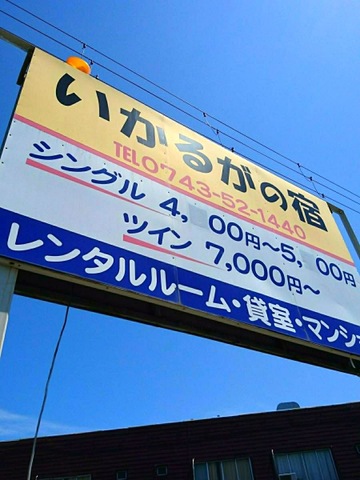 いかるがの宿
TEL0743-52-1440
シングル 4, 00円〜5, 00円
ツイン 7,000円〜
レンタルルーム・貸室・マンシ